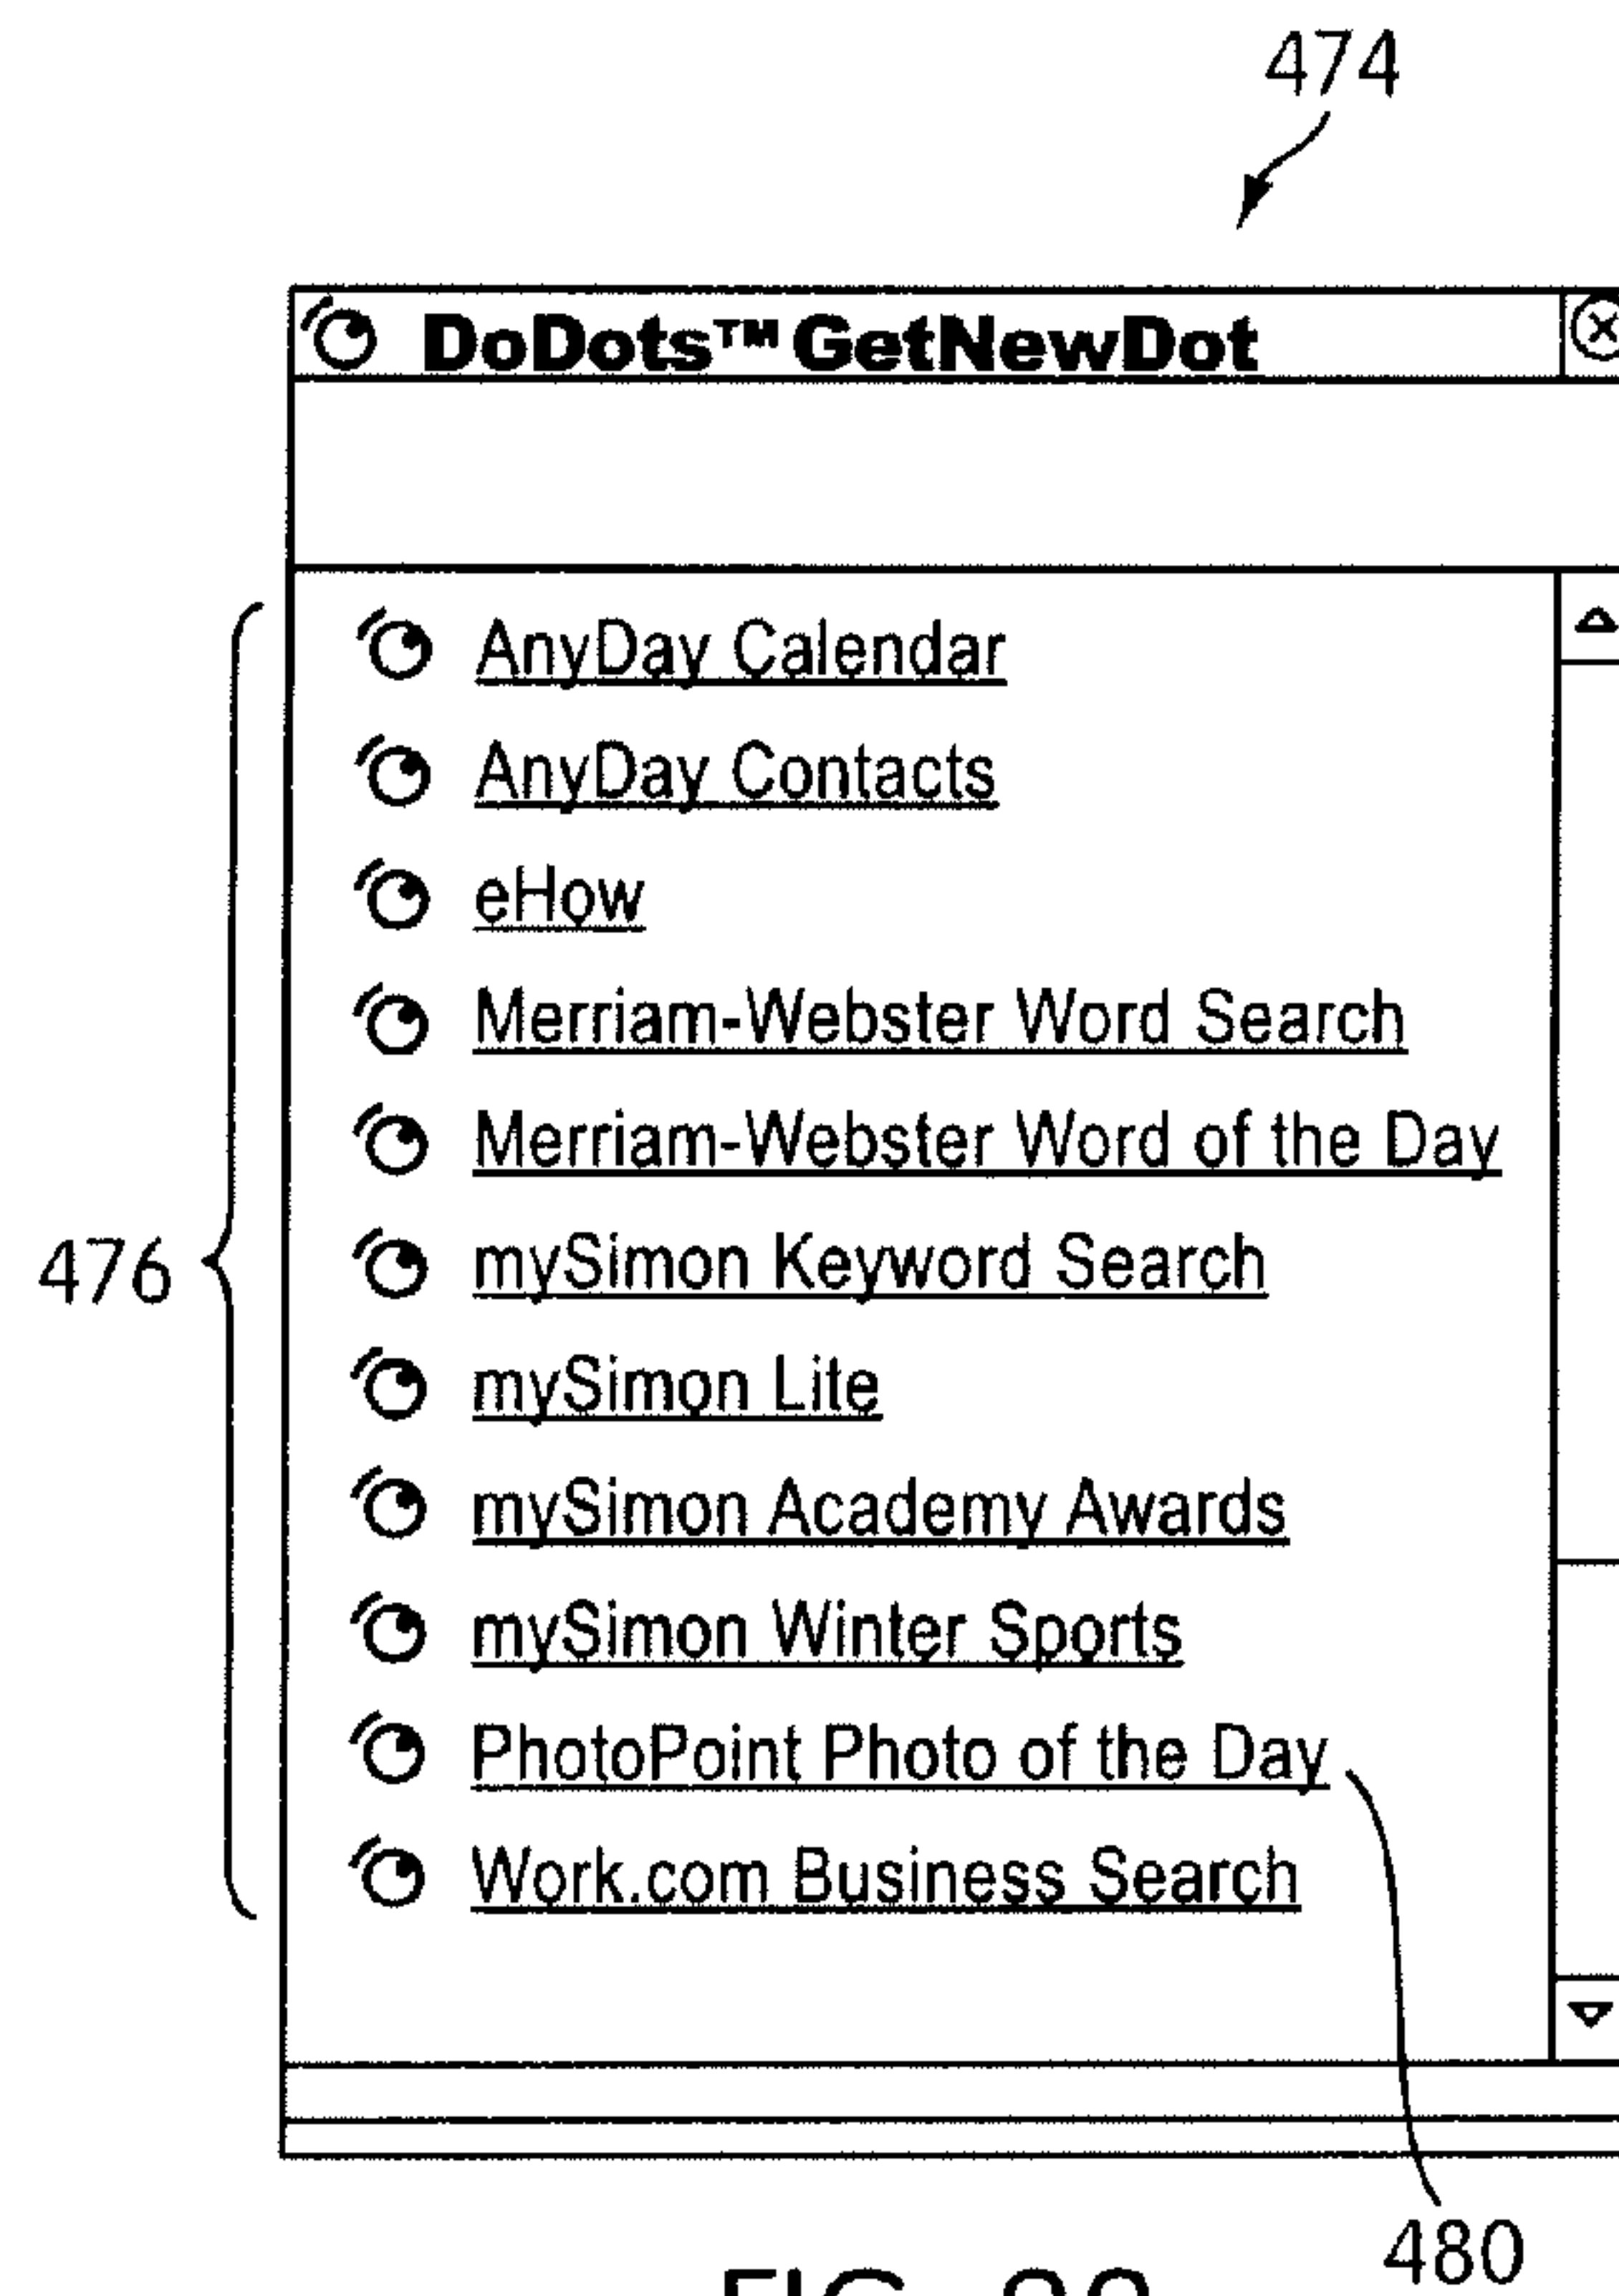 474
DoDots™ GetNewDot
AnyDay Calendar
AnyDay Contacts
eHow
Merriam-Webster Word Search
Merriam-Webster Word of the Day
476
mySimon Keyword Search
mySimon Lite
mySimon Academy Awards
mySimon Winter Sports
PhotoPoint Photo of the Day
Work.com Business Search
480
FIG.